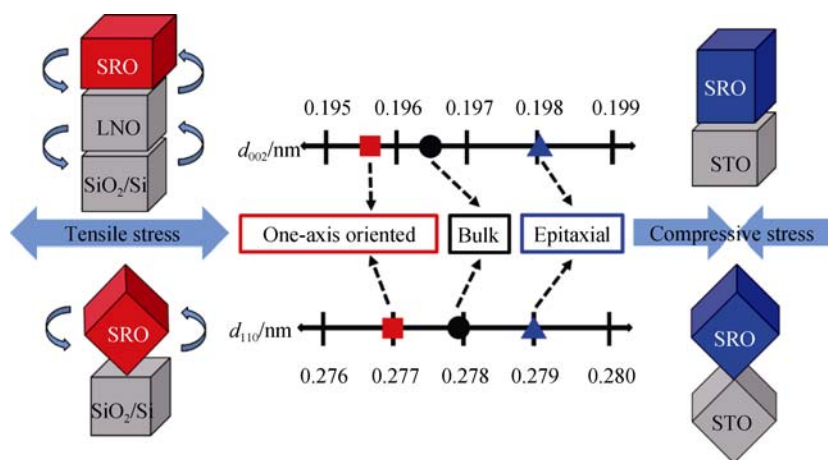 SRO
LNO
SiO₂/Si
0.195 0.196 0.197 0.198 0.199
d₀₀₂/nm
SRO
STO
Tensile stress
One-axis oriented
Bulk
Epitaxial
Compressive stress
SRO
SiO₂/Si
d₁₁₀/nm
0.276 0.277 0.278 0.279 0.280
SRO
STO